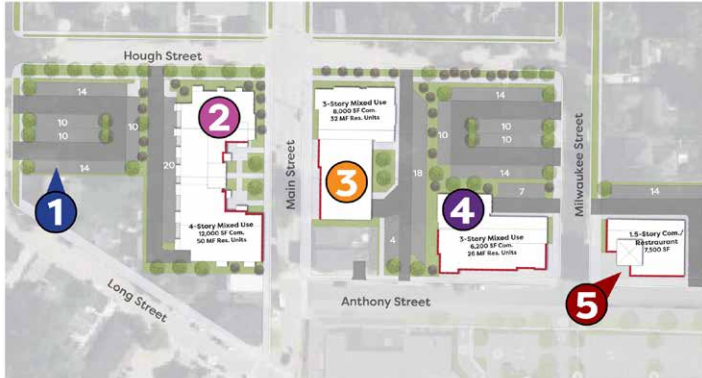 Hough Street
14
10
10
14
1
20
2
4-Story Mixed Use
12,000 SF Com.
50 MF Res. Units
Long Street
Main Street
3-Story Mixed Use
8,000 SF Com.
32 MF Res. Units
3
18
4
10
14
10
10
14
7
4
3-Story Mixed Use
6,200 SF Com.
26 MF Res. Units
Anthony Street
Milwaukee Street
14
1.5-Story Com./
Restraurant
7,500 SF
5